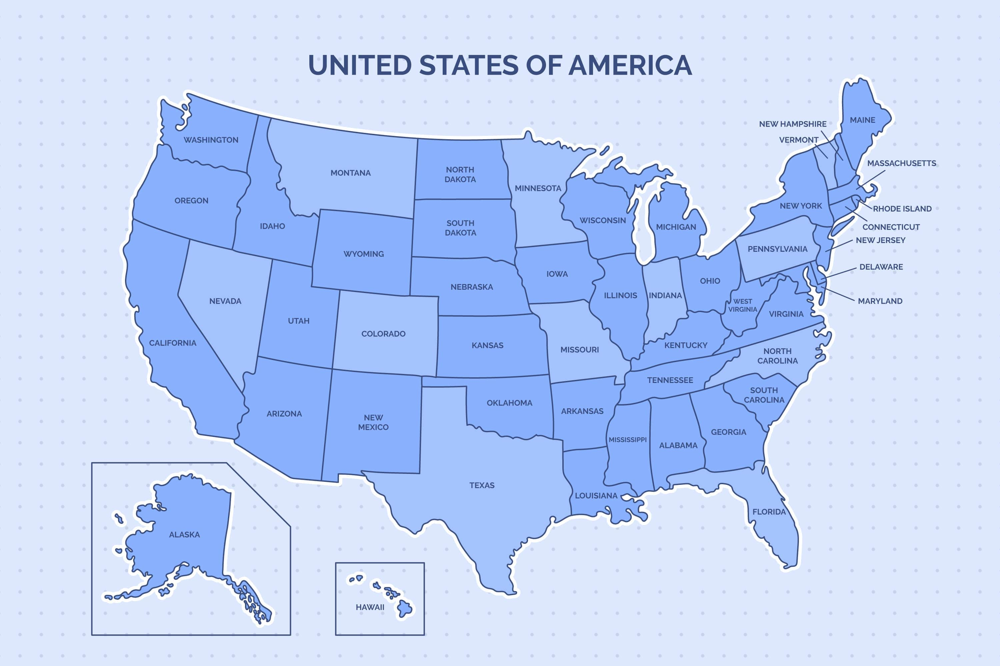 UNITED STATES OF AMERICA
MAINE
NEW HAMPSHIRE
VERMONT
WASHINGTON
MASSACHUSETTS
MONTANA
NORTH
DAKOTA
MINNESOTA
OREGON
NEW YORK
RHODE ISLAND
WISCONSIN
IDAHO
SOUTH
DAKOTA
MICHIGAN
CONNECTICUT
NEW JERSEY
PENNSYLVANIA
WYOMING
DELAWARE
IOWA
OHIO
NEBRASKA
ILLINOIS
INDIANA
NEVADA
WEST
VIRGINIA
MARYLAND
VIRGINIA
UTAH
COLORADO
CALIFORNIA
KANSAS
MISSOURI
KENTUCKY
NORTH
CAROLINA
TENNESSEE
SOUTH
CAROLINA
OKLAHOMA
ARKANSAS
ARIZONA
NEW
MEXICO
GEORGIA
MISSISSIPPI
ALABAMA
TEXAS
LOUISIANA
FLORIDA
ALASKA
HAWAII